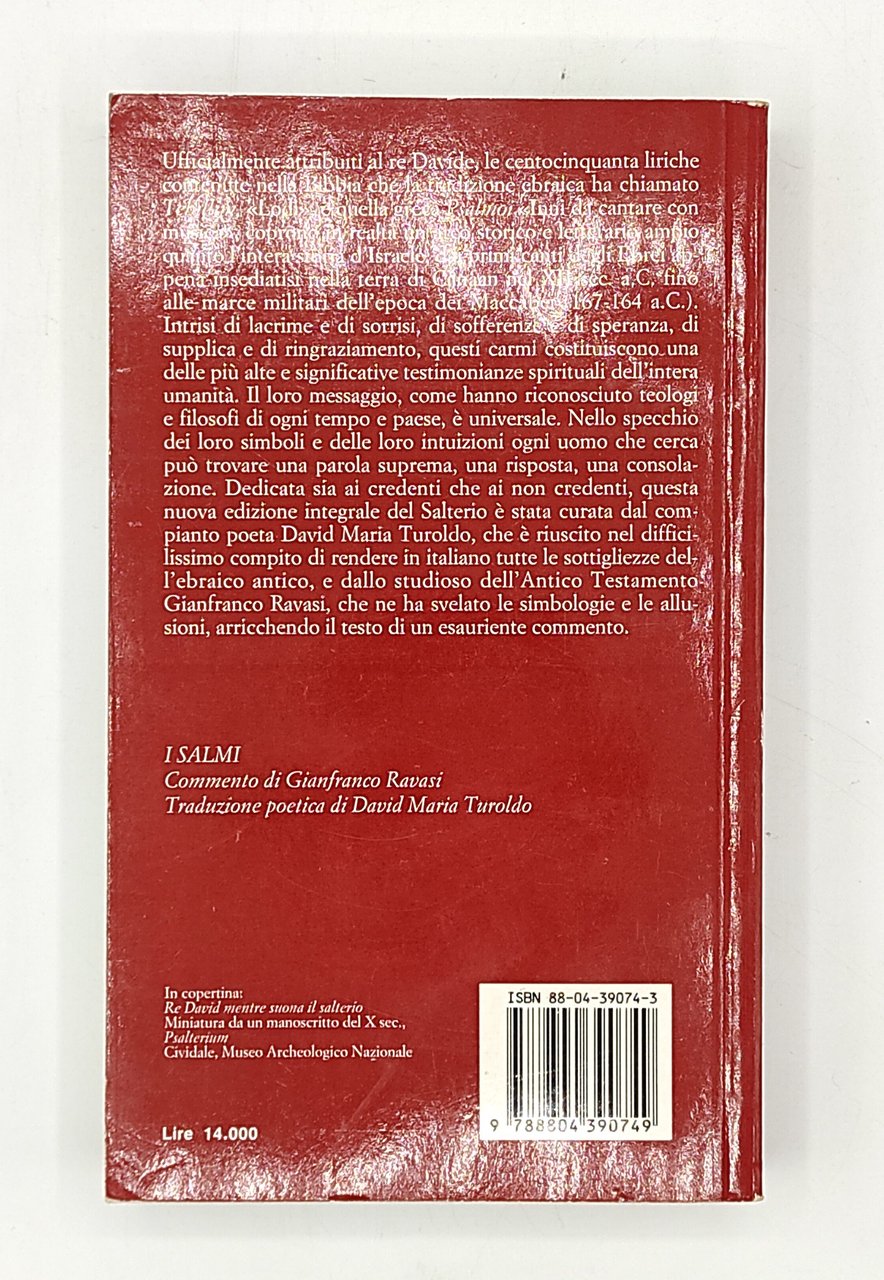 Ufficialmente attribuiti al re Davide, le centocinquanta liriche
contenute nella Bibbia che la tradizione ebraica ha chiamato
«Lodi» e quella greca Psalmoi «Inni da cantare con
coprono in realtà un arco storico e letterario ampio
quanto l'intera storia d'Israele, dai primi canti degli Ebrei ap-
pena insediatisi nella terra di Canaan nel sec. a.C. fino
alle marce militari dell'epoca dei Maccabei (167-164 a.C.).
Intrisi di lacrime e di sorrisi, di sofferenze e di speranza, di
supplica e di ringraziamento, questi carmi costituiscono una
delle più alte e significative testimonianze spirituali dell'intera
umanità. Il loro messaggio, come hanno riconosciuto teologi
e filosofi di ogni tempo e paese, è universale. Nello specchio
dei loro simboli e delle loro intuizioni ogni uomo che cerca
può trovare una parola suprema, una risposta, una consola-
zione. Dedicata sia ai credenti che ai non credenti, questa
nuova edizione integrale del Salterio è stata curata dal com-
pianto poeta David Maria Turoldo, che è riuscito nel diffici-
lissimo compito di rendere in italiano tutte le sottigliezze del-
l'ebraico antico, e dallo studioso dell'Antico Testamento
Gianfranco Ravasi, che ne ha svelato le simbologie e le allu-
sioni, arricchendo il testo di un esauriente commento.
I SALMI
Commento di Gianfranco Ravasi
Traduzione poetica di David Maria Turoldo
In copertina:
Re David mentre suona il salterio
Miniatura da un manoscritto del X sec.,
Psalterium
Cividale, Museo Archeologico Nazionale
Lire 14.000
ISBN 88-04-39074-3
9 788804 390749